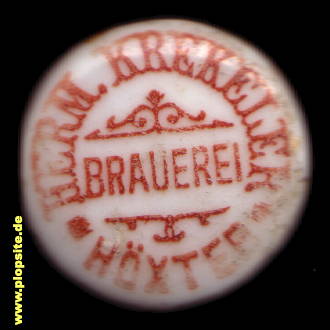 HERM. KREKELER
BRAUEREI
HÖXTER
www.plopsite.de